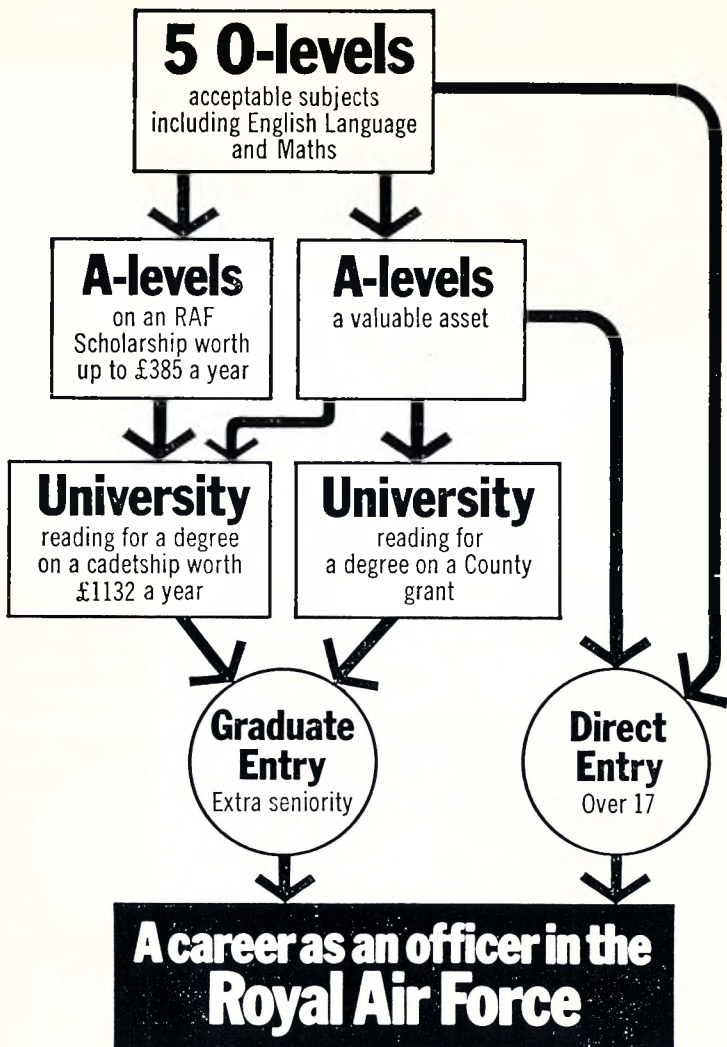 5 O-levels
acceptable subjects
including English Language
and Maths
A-levels
on an RAF
Scholarship worth
up to £385 a year
A-levels
a valuable asset
University
reading for a degree
on a cadetship worth
£1132 a year
University
reading for
a degree on a County
grant
Graduate
Entry
Extra seniority
Direct
Entry
Over 17
A career as an officer in the
Royal Air Force